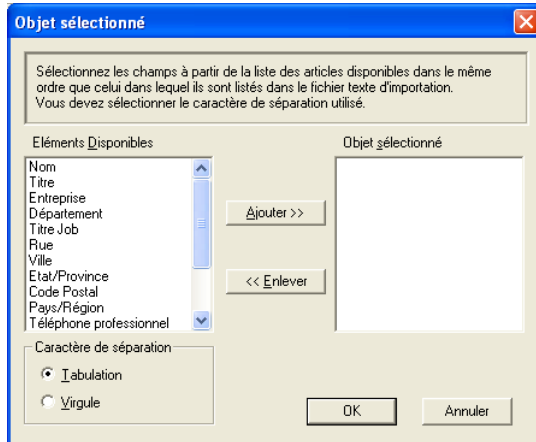 Objet sélectionné
Sélectionnez les champs à partir de la liste des articles disponibles dans le même
ordre que celui dans lequel ils sont listés dans le fichier texte d'importation.
Vous devez sélectionner le caractère de séparation utilisé.
Eléments Disponibles
Objet sélectionné
Nom
Titre
Entreprise
Département
Titre Job
Rue
Ville
Etat/Province
Code Postal
Pays/Région
Téléphone professionnel
Ajouter >>
<< Enlever
Caractère de séparation
Tabulation
Virgule
OK
Annuler